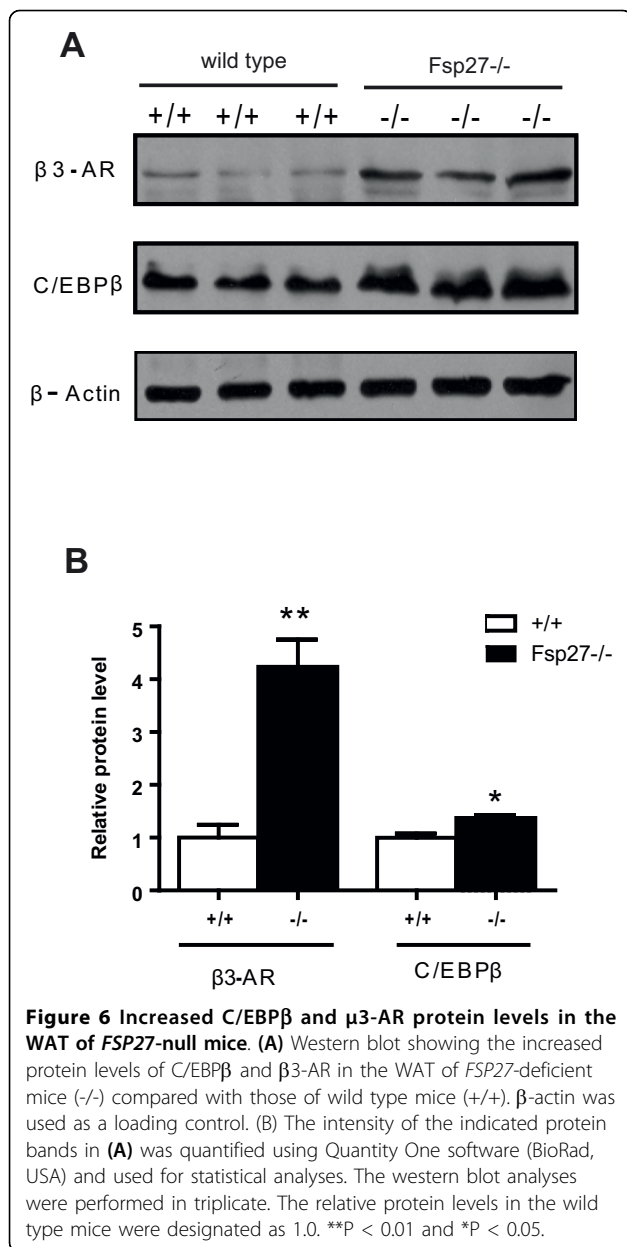 A
wild type Fsp27-/-
+/+ +/+ +/+ -/- -/- -/-
β3-AR
C/EBPβ
β- Actin
B
Relative protein level
5
4
3
2
1
0
**
*
+/+
Fsp27-/-
+/+ -/- +/+ -/-
β3-AR C/EBPβ
Figure 6 Increased C/EBPβ and μ3-AR protein levels in the
WAT of FSP27-null mice. (A) Western blot showing the increased
protein levels of C/EBPβ and β3-AR in the WAT of FSP27-deficient
mice (-/-) compared with those of wild type mice (+/+). β-actin was
used as a loading control. (B) The intensity of the indicated protein
bands in (A) was quantified using Quantity One software (BioRad,
USA) and used for statistical analyses. The western blot analyses
were performed in triplicate. The relative protein levels in the wild
type mice were designated as 1.0. **P < 0.01 and *P < 0.05.